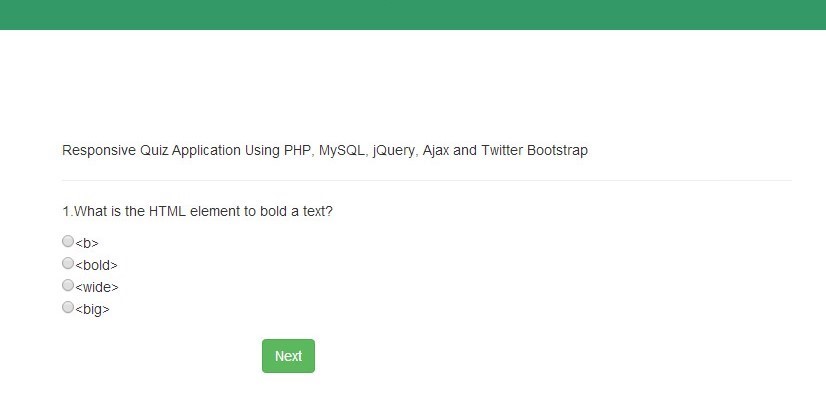 Responsive Quiz Application Using PHP, MySQL, jQuery, Ajax and Twitter Bootstrap
1.What is the HTML element to bold a text?
<b>
<bold>
<wide>
<big>
Next